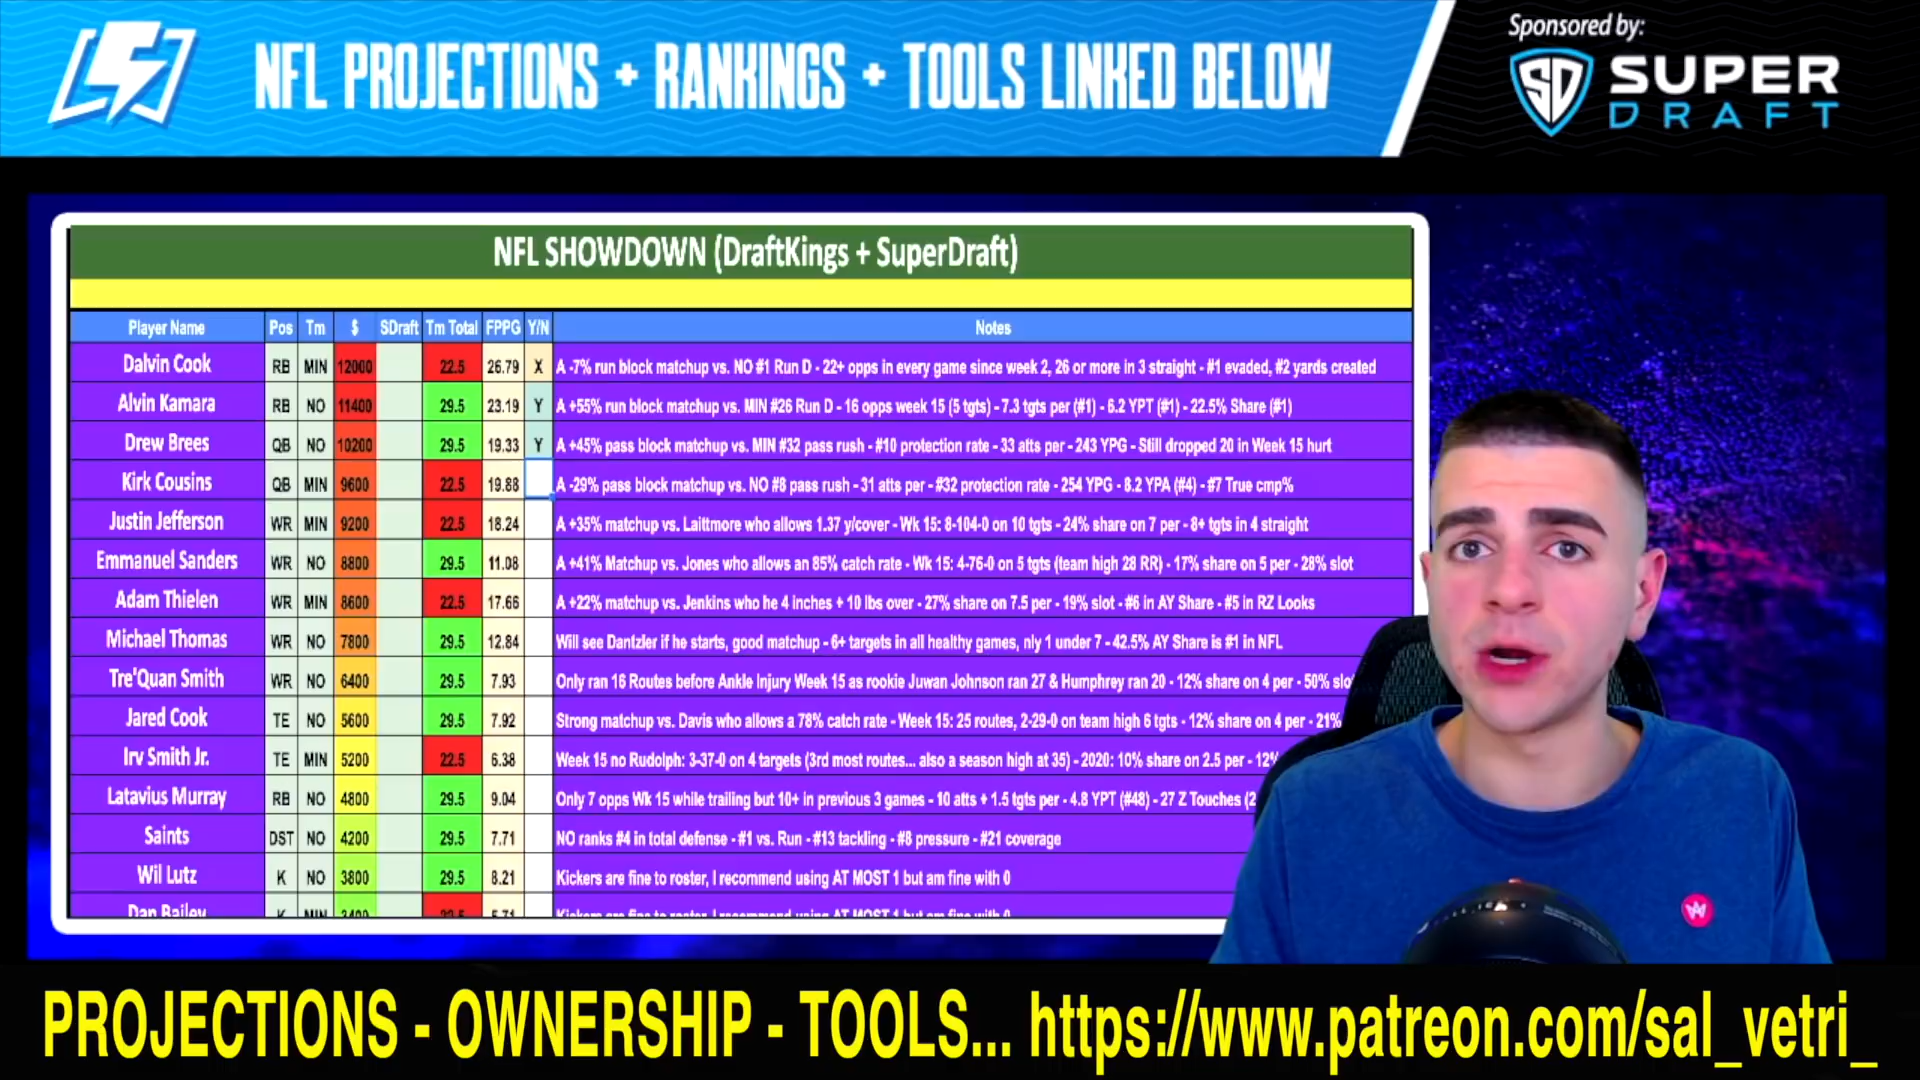 NFL PROJECTIONS + RANKINGS + TOOLS LINKED BELOW
Sponsored by:
SD SUPER
DRAFT
NFL SHOWDOWN (DraftKings + SuperDraft)
Player Name Pos Tm $ SDraft Tm Total FPPG Y/N Notes
Dalvin Cook RB MIN 12000 22.5 26.79 X A -7% run block matchup vs. NO #1 Run D - 22+ opps in every game since week 2, 26 or more in 3 straight - #1 evaded, #2 yards created
Alvin Kamara RB NO 11400 29.5 23.19 Y A +55% run block matchup vs. MIN #26 Run D - 16 opps week 15 (5 tgts) - 7.3 tgts per (#1) - 6.2 YPT (#1) - 22.5% Share (#1)
Drew Brees QB NO 10200 29.5 19.33 Y A +45% pass block matchup vs. MIN #32 pass rush - #10 protection rate - 33 atts per - 243 YPG - Still dropped 20 in Week 15 hurt
Kirk Cousins QB MIN 9600 22.5 19.88 A -29% pass block matchup vs. NO #8 pass rush - 31 atts per - #32 protection rate - 254 YPG - 8.2 YPA (#4) - #7 True cmp%
Justin Jefferson WR MIN 9200 22.5 18.24 A +35% matchup vs. Laittmore who allows 1.37 y/cover - Wk 15: 8-104-0 on 10 tgts - 24% share on 7 per - 8+ tgts in 4 straight
Emmanuel Sanders WR NO 8800 29.5 11.08 A +41% Matchup vs. Jones who allows an 85% catch rate - Wk 15: 4-76-0 on 5 tgts (team high 28 RR) - 17% share on 5 per - 28% slot
Adam Thielen WR MIN 8600 22.5 17.66 A +22% matchup vs. Jenkins who he 4 inches + 10 lbs over - 27% share on 7.5 per - 19% slot - #6 in AY Share - #5 in RZ Looks
Michael Thomas WR NO 7800 29.5 12.84 Will see Dantzler if he starts, good matchup - 6+ targets in all healthy games, nly 1 under 7 - 42.5% AY Share is #1 in NFL
Tre'Quan Smith WR NO 6400 29.5 7.93 Only ran 16 Routes before Ankle Injury Week 15 as rookie Juwan Johnson ran 27 & Humphrey ran 20 - 12% share on 4 per - 50% slo
Jared Cook TE NO 5600 29.5 7.92 Strong matchup vs. Davis who allows a 78% catch rate - Week 15: 25 routes, 2-29-0 on team high 6 tgts - 12% share on 4 per - 21%
Irv Smith Jr. TE MIN 5200 22.5 6.38 Week 15 no Rudolph: 3-37-0 on 4 targets (3rd most routes... also a season high at 35) - 2020: 10% share on 2.5 per - 12%
Latavius Murray RB NO 4800 29.5 9.04 Only 7 opps Wk 15 while trailing but 10+ in previous 3 games - 10 atts + 1.5 tgts per - 4.8 YPT (#48) - 27 Z Touches (2
Saints DST NO 4200 29.5 7.71 NO ranks #4 in total defense - #1 vs. Run - #13 tackling - #8 pressure - #21 coverage
Wil Lutz K NO 3800 29.5 8.21 Kickers are fine to roster, I recommend using AT MOST 1 but am fine with 0
Dan Bailey K MIN 3400 22.5 5.71 Kickers are fine to roster, I recommend using AT MOST 1 but am fine with 0
PROJECTIONS - OWNERSHIP - TOOLS... https://www.patreon.com/sal_vetri_